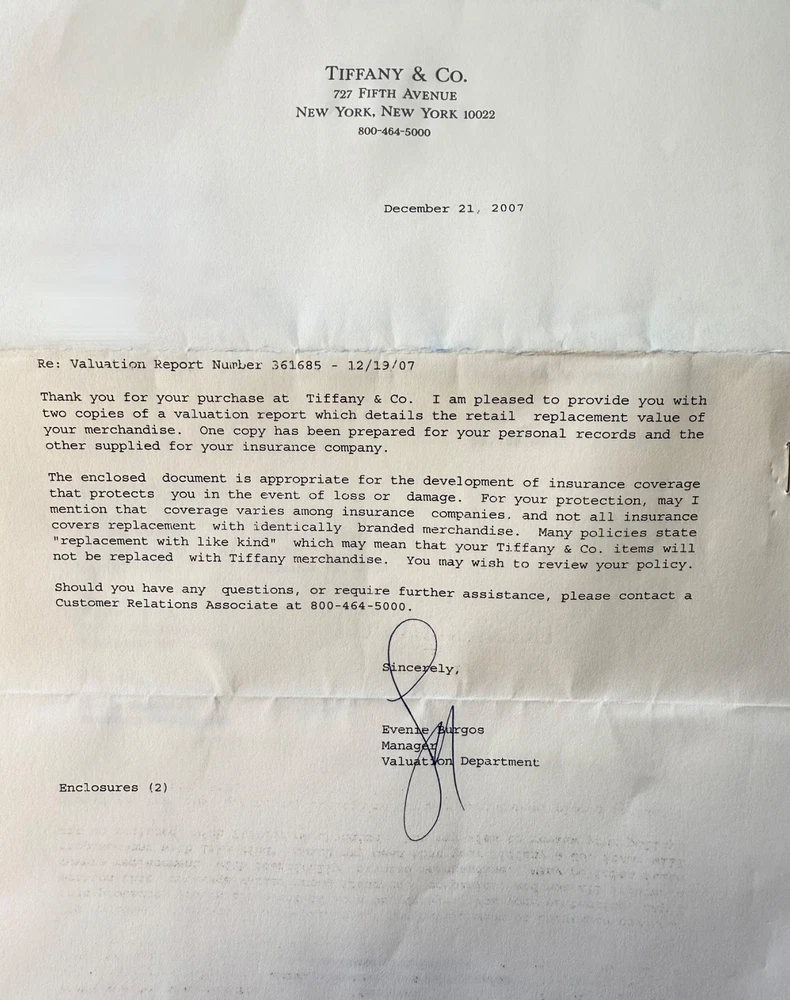 TIFFANY & CO.
727 FIFTH AVENUE
NEW YORK, NEW YORK 10022
800-464-5000
December 21, 2007
Re: Valuation Report Number 361685 - 12/19/07
Thank you for your purchase at Tiffany & Co. I am pleased to provide you with
two copies of a valuation report which details the retail replacement value of
your merchandise. One copy has been prepared for your personal records and the
other supplied for your insurance company.
The enclosed document is appropriate for the development of insurance coverage
that protects you in the event of loss or damage. For your protection, may I
mention that coverage varies among insurance companies, and not all insurance
covers replacement with identically branded merchandise. Many policies state
"replacement with like kind" which may mean that your Tiffany & Co. items will
not be replaced with Tiffany merchandise. You may wish to review your policy.
Should you have any questions, or require further assistance, please contact a
Customer Relations Associate at 800-464-5000.
Sincerely,
Evenie Burgos
Manager
Valuation Department
Enclosures (2)